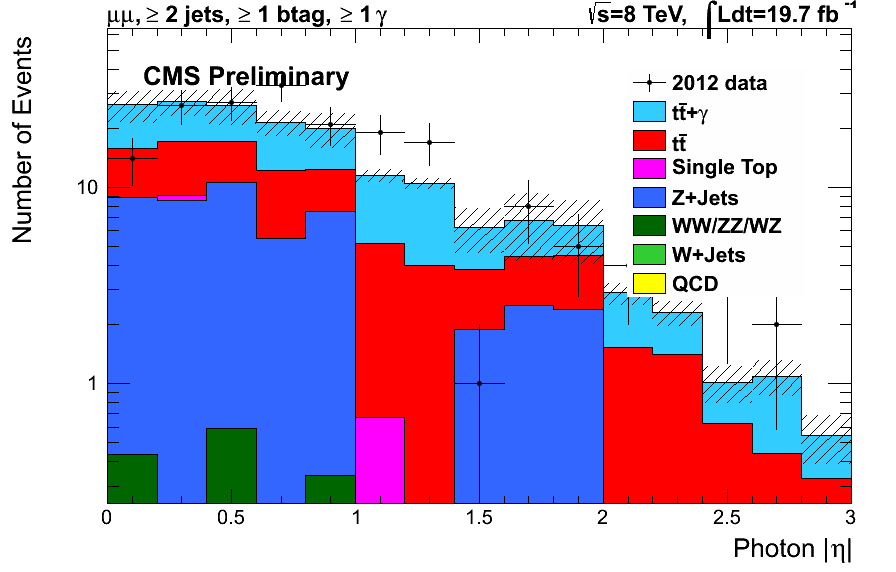 μμ, ≥ 2 jets, ≥ 1 btag, ≥ 1 γ
√s=8 TeV, ∫Ldt=19.7 fb⁻¹
CMS Preliminary
Number of Events
10
1
2012 data
tt̄+γ
tt̄
Single Top
Z+Jets
WW/ZZ/WZ
W+Jets
QCD
0 0.5 1 1.5 2 2.5 3
Photon |η|